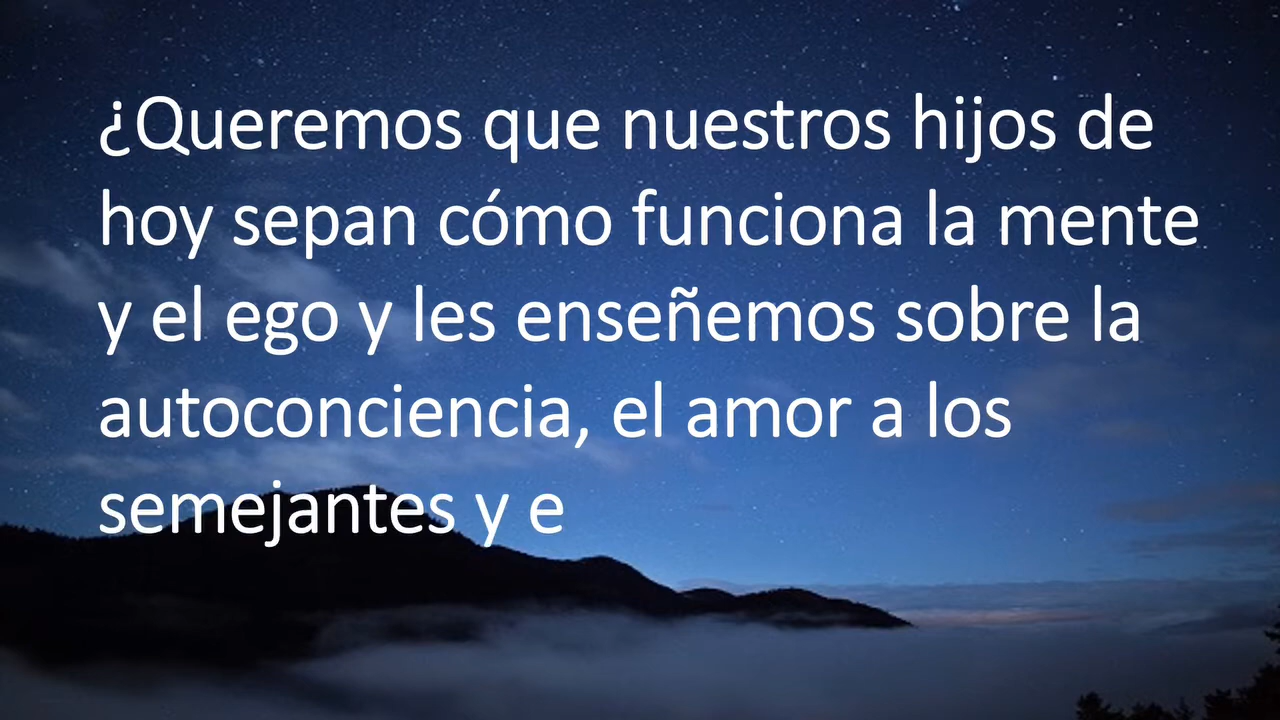 ¿Queremos que nuestros hijos de
hoy sepan cómo funciona la mente
y el ego y les enseñemos sobre la
autoconciencia, el amor a los
semejantes y e